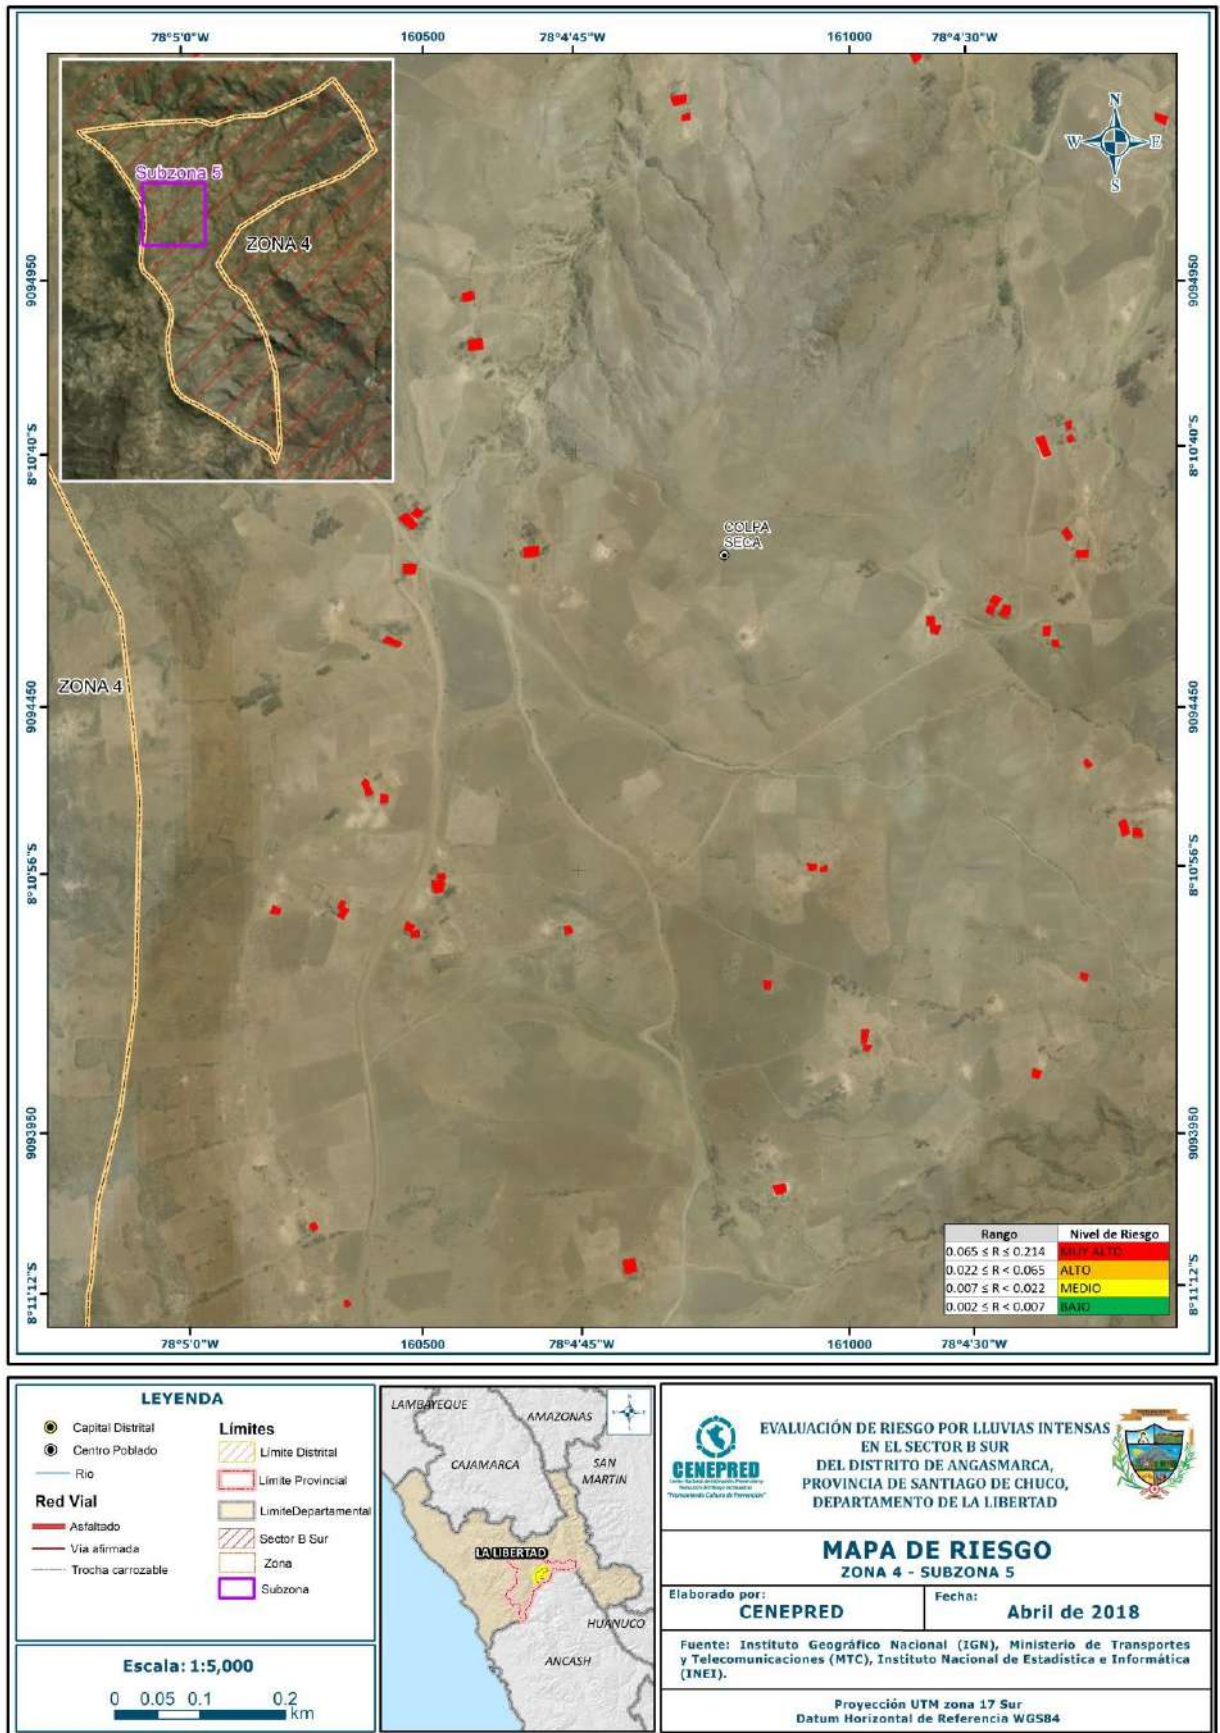 78°5'0"W
160500
78°4'45"W
161000
78°4'30"W
N
W
E
S
Subzona 5
ZONA 4
9094950
9094950
8°10'40"S
8°10'40"S
COLPA
SECA
ZONA 4
9094450
9094450
8°10'56"S
8°10'56"S
9093950
9093950
Rango Nivel de Riesgo
0.065 ≤ R ≤ 0.214 MUY ALTO
0.022 ≤ R < 0.065 ALTO
0.007 ≤ R < 0.022 MEDIO
0.002 ≤ R < 0.007 BAJO
8°11'12"S
8°11'12"S
78°5'0"W
160500
78°4'45"W
161000
78°4'30"W
LEYENDA
Capital Distrital
Centro Poblado
Rio
Red Vial
Asfaltado
Via afirmada
Trocha carrozable
Límites
Límite Distrital
Límite Provincial
LimiteDepartamental
Sector B Sur
Zona
Subzona
Escala: 1:5,000
0 0.05 0.1 0.2
km
LAMBAYEQUE
AMAZONAS
CAJAMARCA
SAN
MARTIN
LA LIBERTAD
HUANUCO
ANCASH
CENEPRED
EVALUACIÓN DE RIESGO POR LLUVIAS INTENSAS
EN EL SECTOR B SUR
DEL DISTRITO DE ANGASMARCA,
PROVINCIA DE SANTIAGO DE CHUCO,
DEPARTAMENTO DE LA LIBERTAD
MAPA DE RIESGO
ZONA 4 - SUBZONA 5
Elaborado por:
CENEPRED
Fecha:
Abril de 2018
Fuente: Instituto Geográfico Nacional (IGN), Ministerio de Transportes
y Telecomunicaciones (MTC), Instituto Nacional de Estadística e Informática
(INEI).
Proyección UTM zona 17 Sur
Datum Horizontal de Referencia WGS84